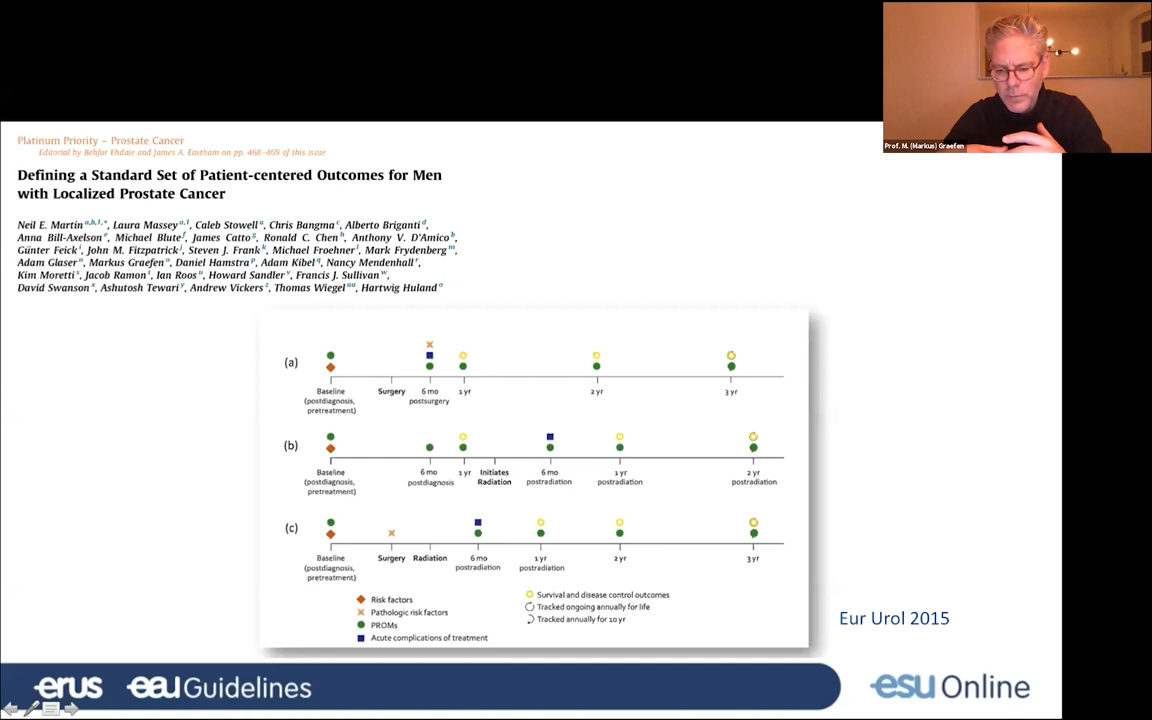 Prof. M. (Markus) Graefen
Platinum Priority – Prostate Cancer
Editorial by Behfar Ehdaie and James A. Eastham on pp. 468–469 of this issue
Defining a Standard Set of Patient-centered Outcomes for Men
with Localized Prostate Cancer
Neil E. Martin a,b,1,*, Laura Massey a,1, Caleb Stowell a, Chris Bangma c, Alberto Briganti d,
Anna Bill-Axelson e, Michael Blute f, James Catto g, Ronald C. Chen h, Anthony V. D'Amico b,
Günter Feick i, John M. Fitzpatrick j, Steven J. Frank k, Michael Froehner l, Mark Frydenberg m,
Adam Glaser n, Markus Graefen o, Daniel Hamstra p, Adam Kibel q, Nancy Mendenhall r,
Kim Moretti s, Jacob Ramon t, Ian Roos u, Howard Sandler v, Francis J. Sullivan w,
David Swanson x, Ashutosh Tewari y, Andrew Vickers z, Thomas Wiegel aa, Hartwig Huland o
(a)
Baseline
(postdiagnosis,
pretreatment)
Surgery
6 mo
postsurgery
1 yr
2 yr
3 yr
(b)
Baseline
(postdiagnosis,
pretreatment)
6 mo
postdiagnosis
1 yr
Initiates
Radiation
6 mo
postradiation
1 yr
postradiation
2 yr
postradiation
(c)
Baseline
(postdiagnosis,
pretreatment)
Surgery
Radiation
6 mo
postradiation
1 yr
postradiation
2 yr
3 yr
Risk factors
Pathologic risk factors
PROMs
Acute complications of treatment
Survival and disease control outcomes
Tracked ongoing annually for life
Tracked annually for 10 yr
Eur Urol 2015
erus eau Guidelines
esu Online